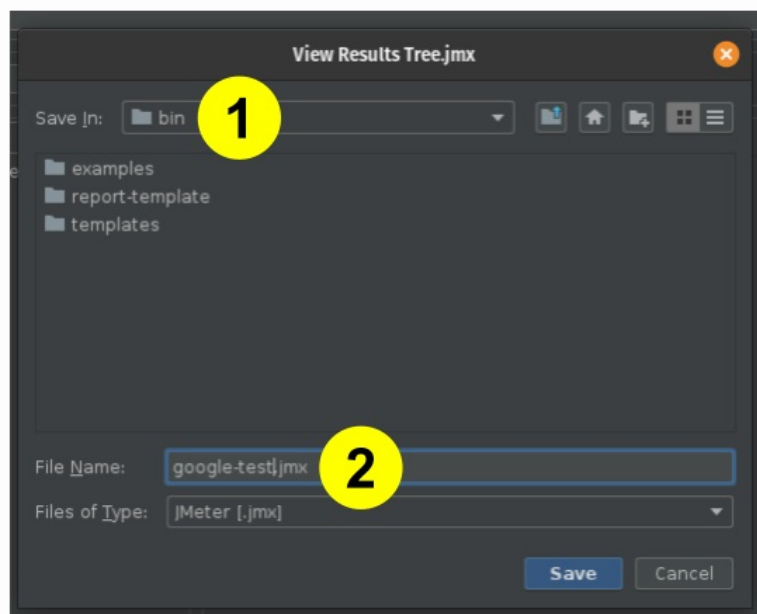 View Results Tree.jmx
Save In: bin 1
examples
report-template
templates
File Name: google-test.jmx 2
Files of Type: JMeter [.jmx]
Save Cancel